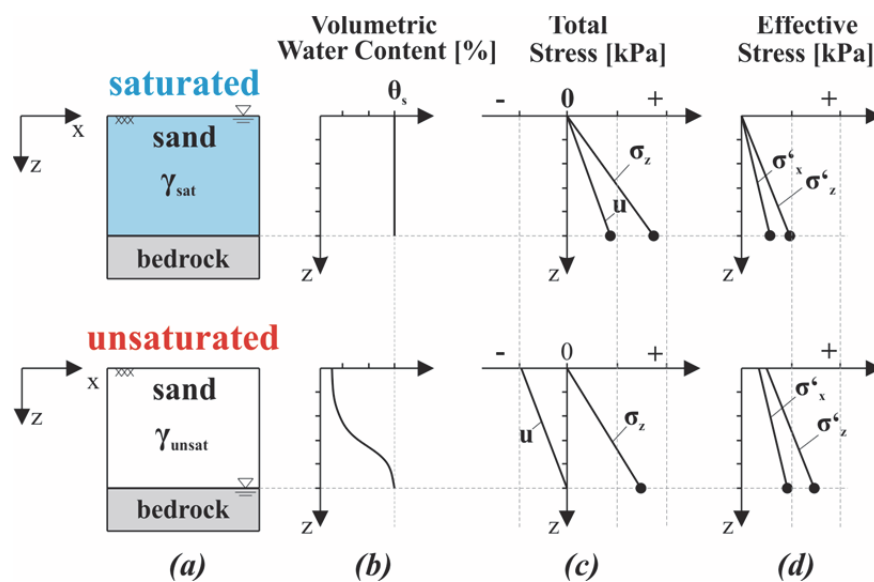 Volumetric
Water Content [%]
Total
Stress [kPa]
Effective
Stress [kPa]
saturated
θs
- 0 +
+
x
sand
z
γsat
σz
u
σ‘x
σ‘z
bedrock
z
z
z
unsaturated
- 0 +
+
x
sand
z
γunsat
u
σz
σ‘x
σ‘z
bedrock
z
z
z
(a)
(b)
(c)
(d)